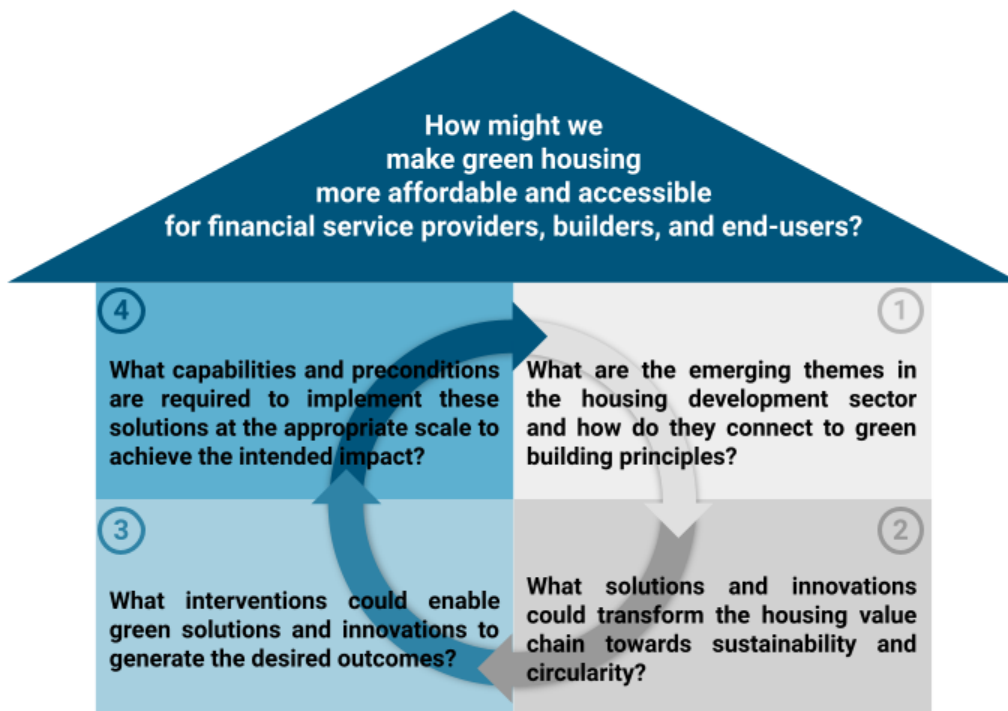 How might we
make green housing
more affordable and accessible
for financial service providers, builders, and end-users?
4
What capabilities and preconditions
are required to implement these
solutions at the appropriate scale to
achieve the intended impact?
1
What are the emerging themes in
the housing development sector
and how do they connect to green
building principles?
3
What interventions could enable
green solutions and innovations to
generate the desired outcomes?
2
What solutions and innovations
could transform the housing value
chain towards sustainability and
circularity?